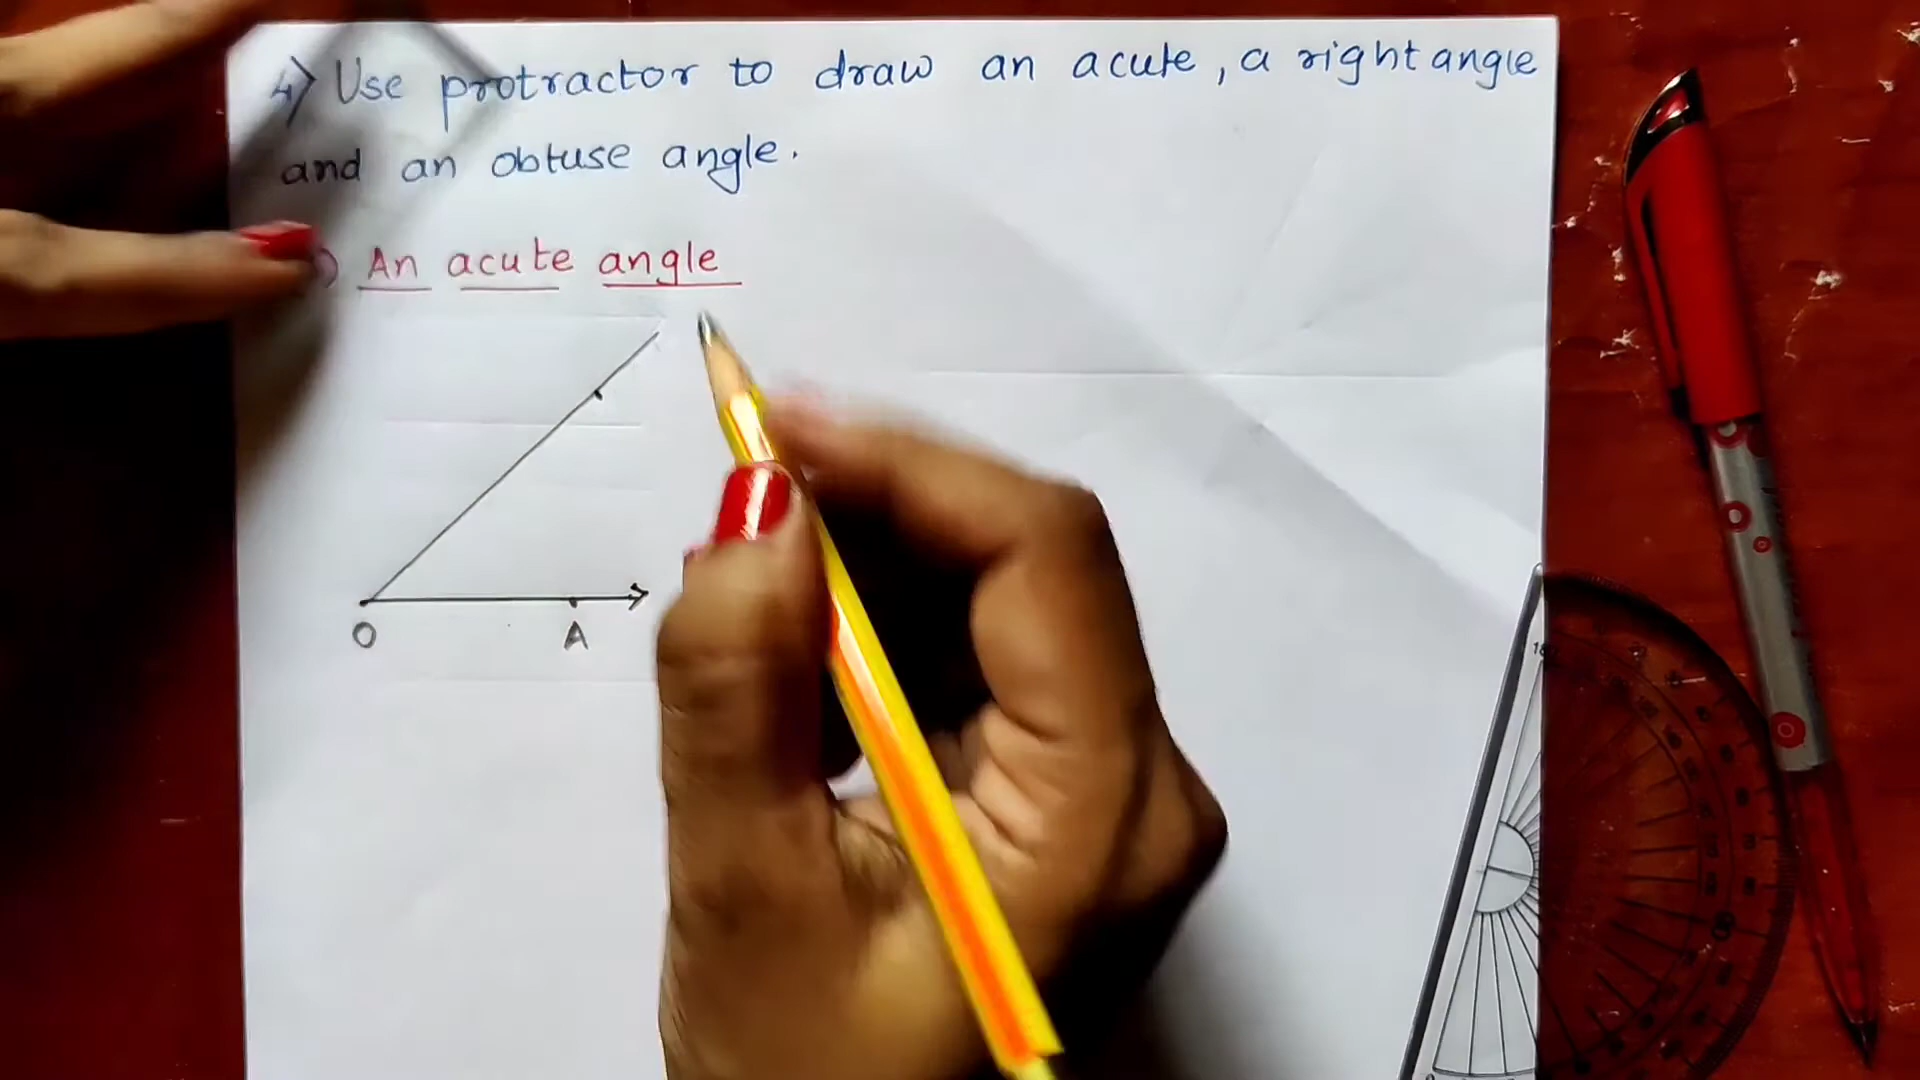 4) Use protractor to draw an acute, a right angle
and an obtuse angle.
) An acute angle
O A